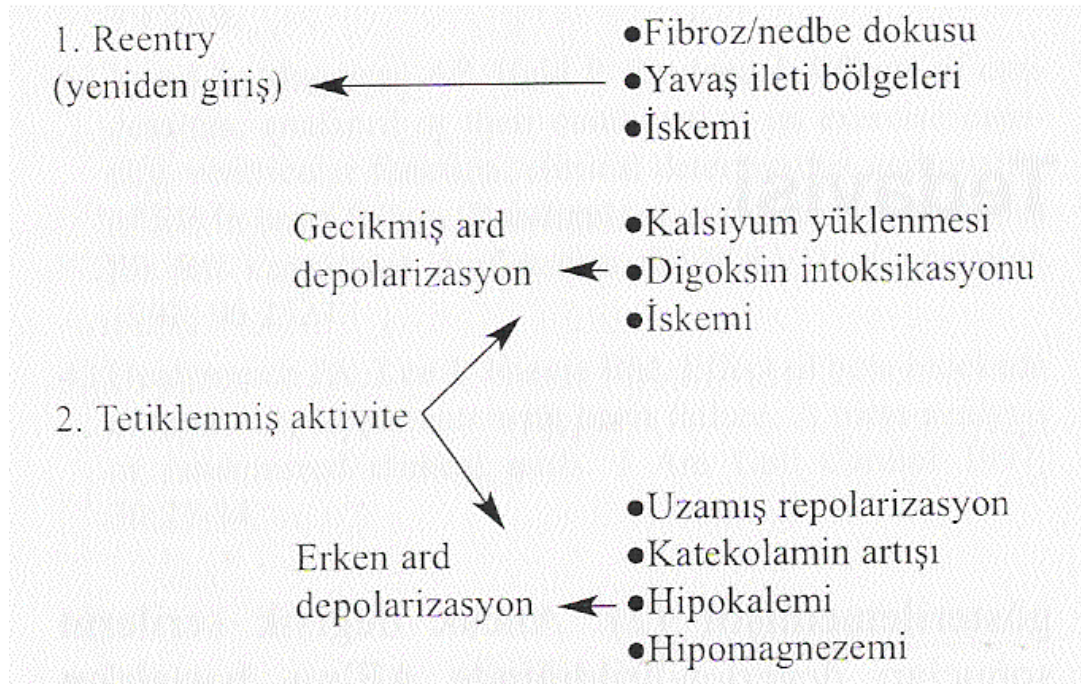 1. Reentry
(yeniden giriş)
●Fibroz/nedbe dokusu
●Yavaş ileti bölgeleri
●İskemi
Gecikmiş ard
depolarizasyon
●Kalsiyum yüklenmesi
●Digoksin intoksikasyonu
●İskemi
2. Tetiklenmiş aktivite
Erken ard
depolarizasyon
●Uzamış repolarizasyon
●Katekolamin artışı
●Hipokalemi
●Hipomagnezemi